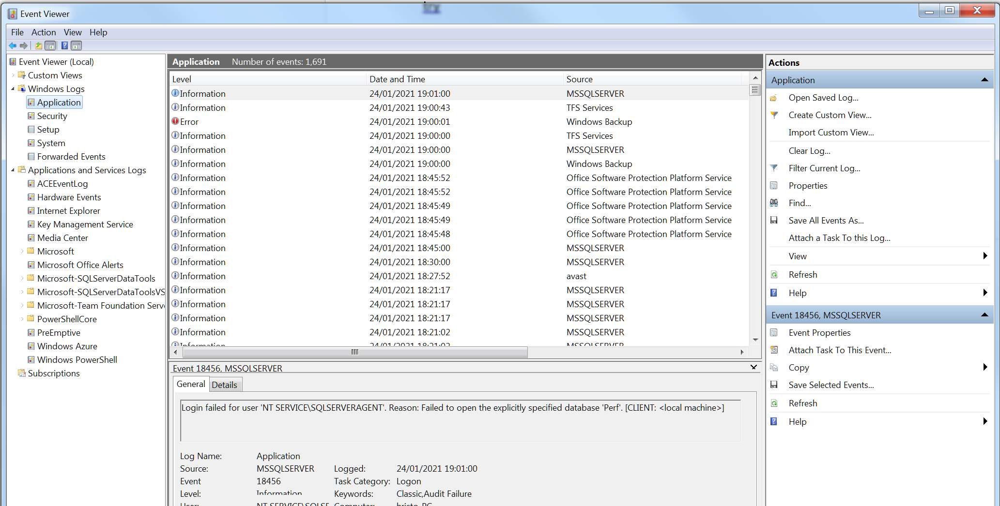 Event Viewer
File Action View Help
Event Viewer (Local)
Custom Views
Windows Logs
Application
Security
Setup
System
Forwarded Events
Applications and Services Logs
ACEEventLog
Hardware Events
Internet Explorer
Key Management Service
Media Center
Microsoft
Microsoft Office Alerts
Microsoft-SQLServerDataTools
Microsoft-SQLServerDataToolsVS
Microsoft-Team Foundation Serv
PowerShellCore
PreEmptive
Windows Azure
Windows PowerShell
Subscriptions
Application Number of events: 1,691
Level Date and Time Source
Information 24/01/2021 19:01:00 MSSQLSERVER
Information 24/01/2021 19:00:43 TFS Services
Error 24/01/2021 19:00:01 Windows Backup
Information 24/01/2021 19:00:00 TFS Services
Information 24/01/2021 19:00:00 MSSQLSERVER
Information 24/01/2021 19:00:00 Windows Backup
Information 24/01/2021 18:45:52 Office Software Protection Platform Service
Information 24/01/2021 18:45:52 Office Software Protection Platform Service
Information 24/01/2021 18:45:49 Office Software Protection Platform Service
Information 24/01/2021 18:45:49 Office Software Protection Platform Service
Information 24/01/2021 18:45:48 Office Software Protection Platform Service
Information 24/01/2021 18:45:00 MSSQLSERVER
Information 24/01/2021 18:30:00 MSSQLSERVER
Information 24/01/2021 18:27:52 avast
Information 24/01/2021 18:21:17 MSSQLSERVER
Information 24/01/2021 18:21:17 MSSQLSERVER
Information 24/01/2021 18:21:17 MSSQLSERVER
Information 24/01/2021 18:21:02 MSSQLSERVER
Information 24/01/2021 18:21:02 MSSQLSERVER
Event 18456, MSSQLSERVER
General Details
Login failed for user 'NT SERVICE\SQLSERVERAGENT'. Reason: Failed to open the explicitly specified database 'Perf'. [CLIENT: <local machine>]
Log Name: Application
Source: MSSQLSERVER Logged: 24/01/2021 19:01:00
Event 18456 Task Category: Logon
Level: Information Keywords: Classic,Audit Failure
User: NT SERVICE\SQLSE Computer:
Actions
Application
Open Saved Log...
Create Custom View...
Import Custom View...
Clear Log...
Filter Current Log...
Properties
Find...
Save All Events As...
Attach a Task To this Log...
View
Refresh
Help
Event 18456, MSSQLSERVER
Event Properties
Attach Task To This Event...
Copy
Save Selected Events...
Refresh
Help